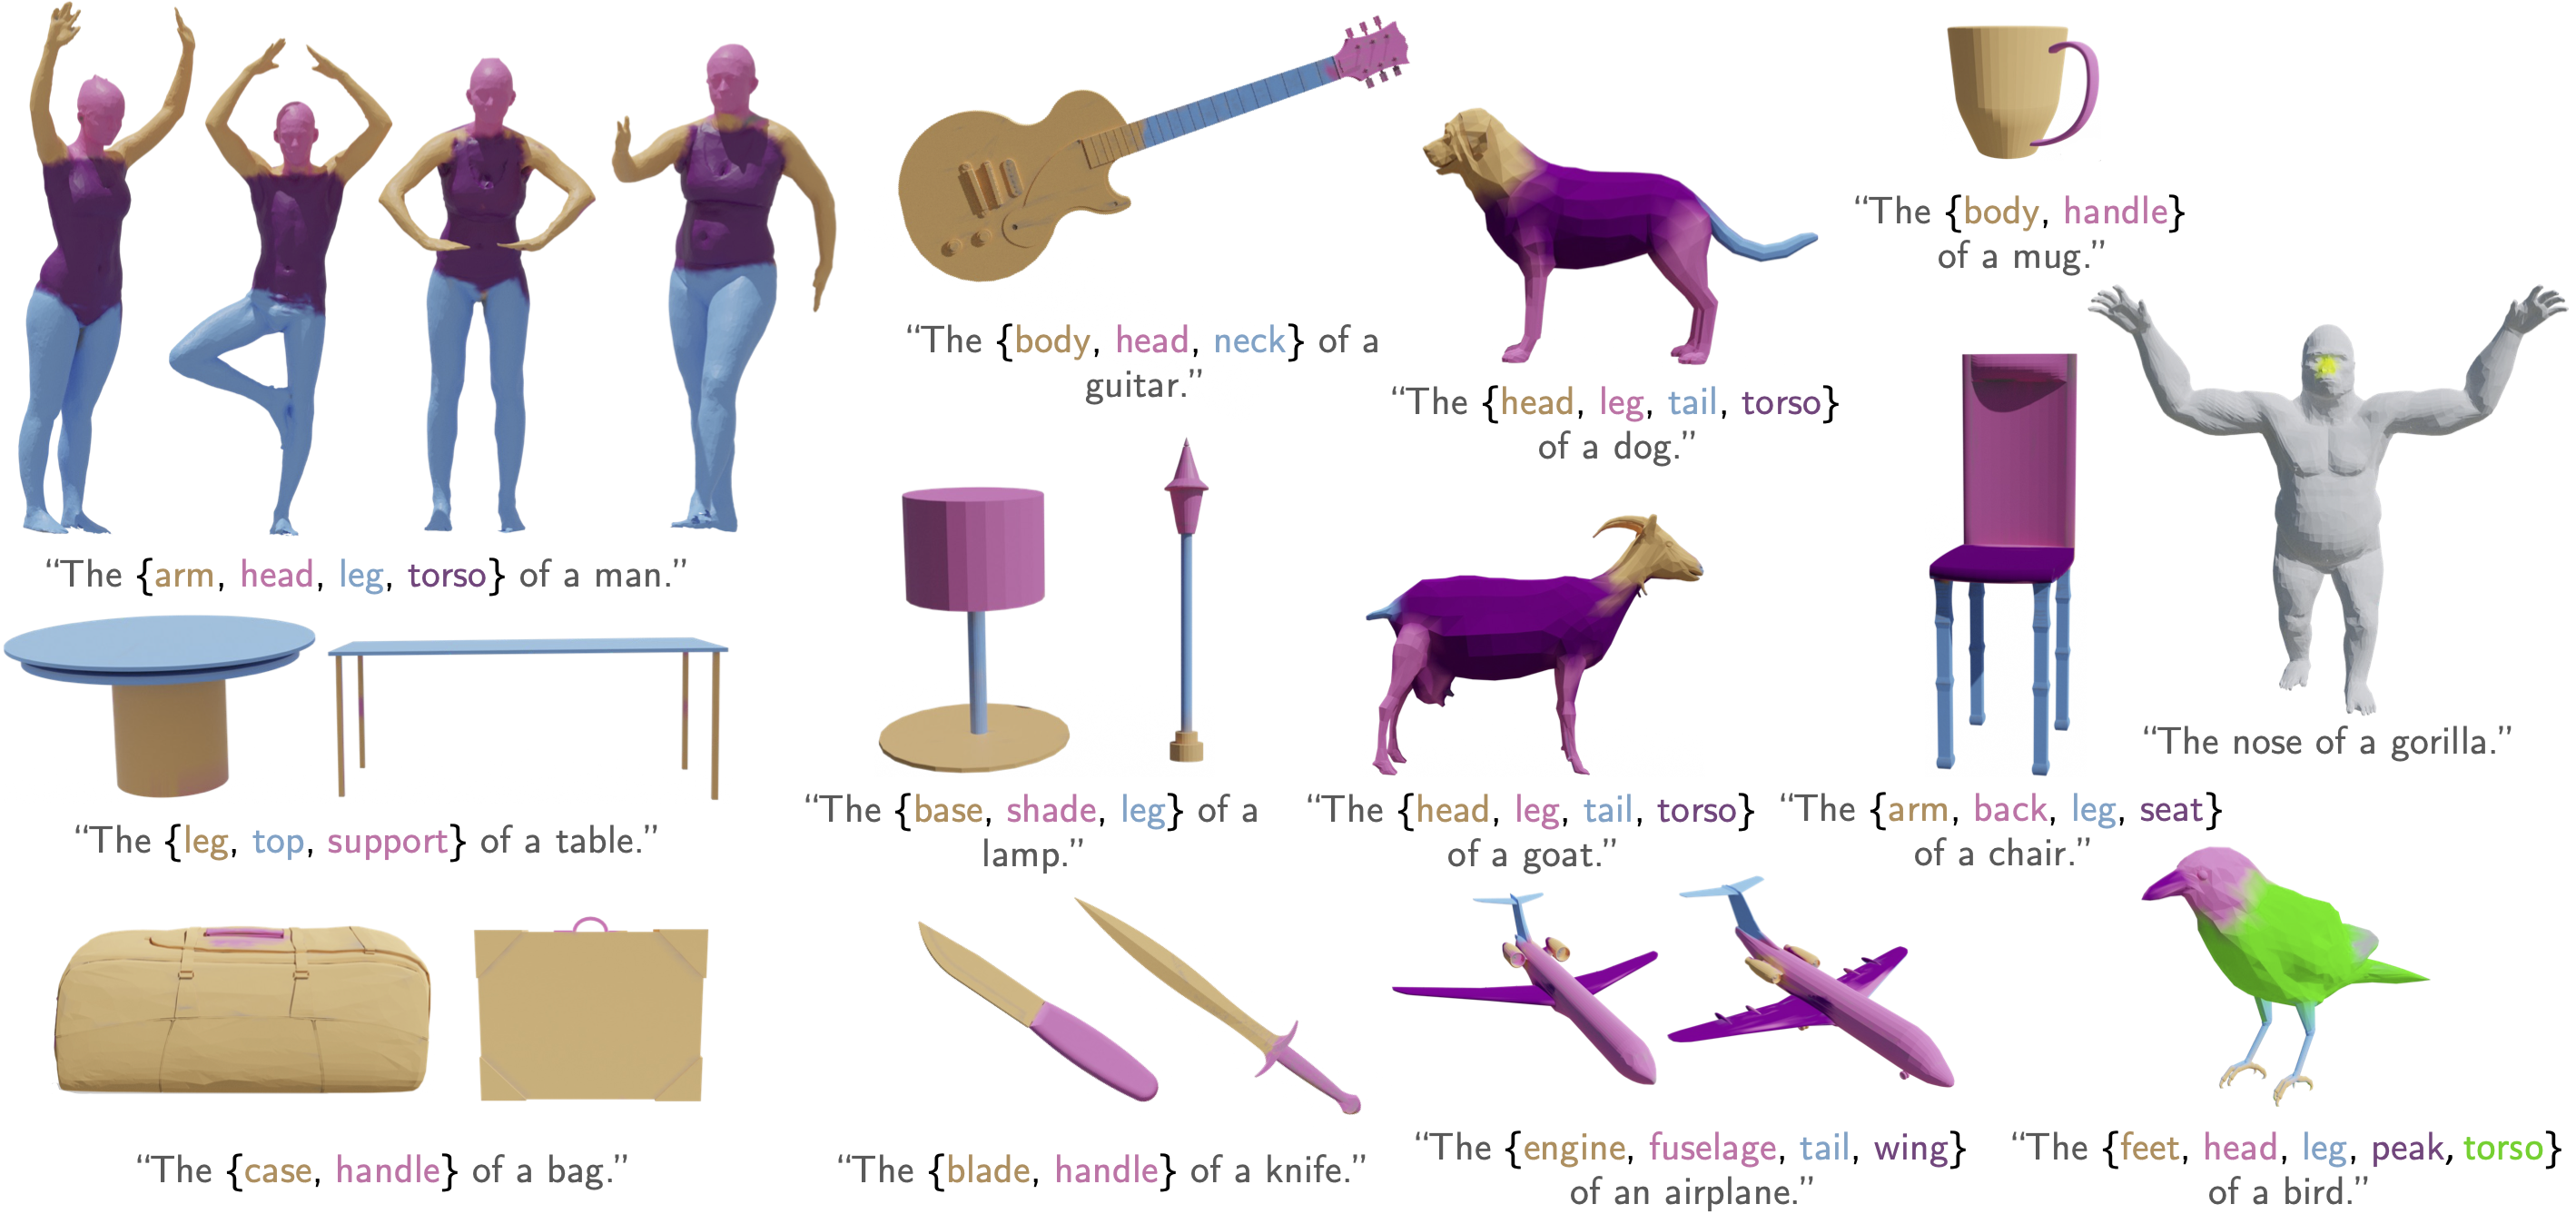 “The {body, handle}
of a mug.”
“The {body, head, neck} of a
guitar.”
“The {head, leg, tail, torso}
of a dog.”
“The {arm, head, leg, torso} of a man.”
“The nose of a gorilla.”
“The {leg, top, support} of a table.”
“The {base, shade, leg} of a
lamp.”
“The {head, leg, tail, torso}
of a goat.”
“The {arm, back, leg, seat}
of a chair.”
“The {case, handle} of a bag.”
“The {blade, handle} of a knife.”
“The {engine, fuselage, tail, wing}
of an airplane.”
“The {feet, head, leg, peak, torso}
of a bird.”